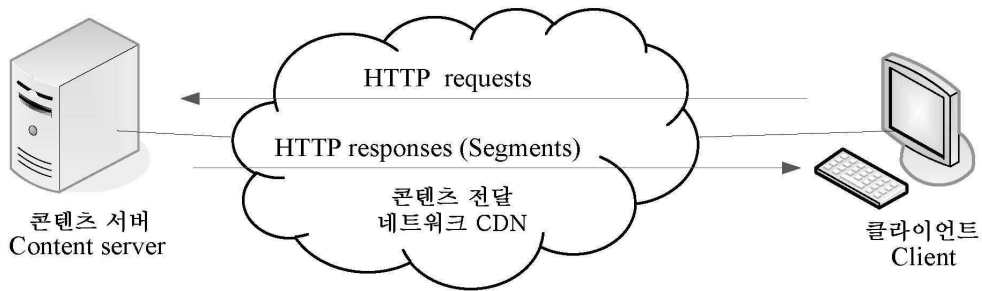 HTTP requests
HTTP responses (Segments)
콘텐츠 전달
네트워크 CDN
콘텐츠 서버
Content server
클라이언트
Client